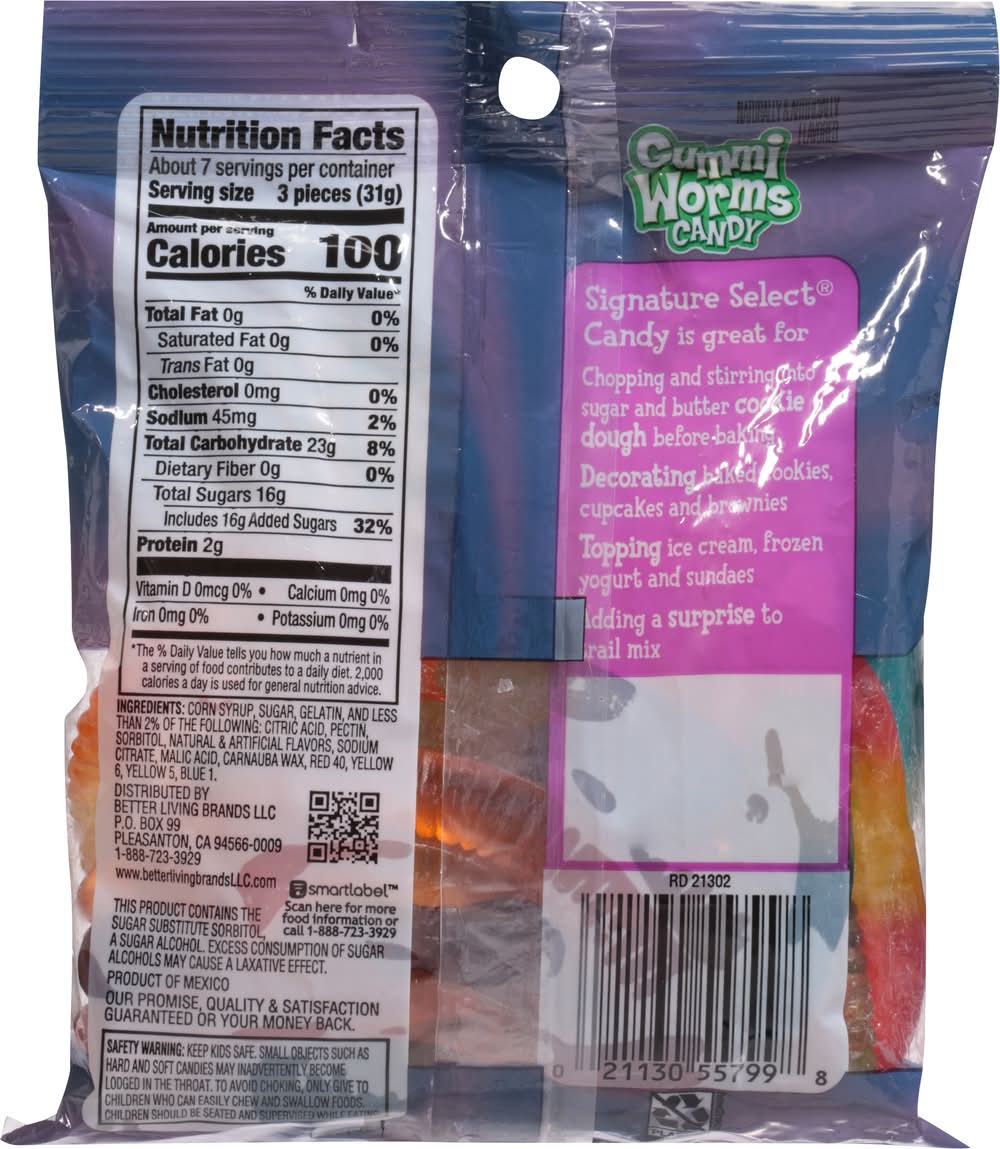 Nutrition Facts
About 7 servings per container
Serving size 3 pieces (31g)
Amount per serving
Calories 100
% Daily Value*
Total Fat 0g 0%
Saturated Fat 0g 0%
Trans Fat 0g
Cholesterol 0mg 0%
Sodium 45mg 2%
Total Carbohydrate 23g 8%
Dietary Fiber 0g 0%
Total Sugars 16g
Includes 16g Added Sugars 32%
Protein 2g
Vitamin D 0mcg 0% • Calcium 0mg 0%
Iron 0mg 0% • Potassium 0mg 0%
*The % Daily Value tells you how much a nutrient in
a serving of food contributes to a daily diet. 2,000
calories a day is used for general nutrition advice.
INGREDIENTS: CORN SYRUP, SUGAR, GELATIN, AND LESS
THAN 2% OF THE FOLLOWING: CITRIC ACID, PECTIN,
SORBITOL, NATURAL & ARTIFICIAL FLAVORS, SODIUM
CITRATE, MALIC ACID, CARNAUBA WAX, RED 40, YELLOW
6, YELLOW 5, BLUE 1.
DISTRIBUTED BY
BETTER LIVING BRANDS LLC
P.O. BOX 99
PLEASANTON, CA 94566-0009
1-888-723-3929
www.betterlivingbrandsLLC.com
smartlabel™
Scan here for more
food information or
call 1-888-723-3929
THIS PRODUCT CONTAINS THE
SUGAR SUBSTITUTE SORBITOL,
A SUGAR ALCOHOL. EXCESS CONSUMPTION OF SUGAR
ALCOHOLS MAY CAUSE A LAXATIVE EFFECT.
PRODUCT OF MEXICO
OUR PROMISE, QUALITY & SATISFACTION
GUARANTEED OR YOUR MONEY BACK.
SAFETY WARNING: KEEP KIDS SAFE. SMALL OBJECTS SUCH AS
HARD AND SOFT CANDIES MAY INADVERTENTLY BECOME
LODGED IN THE THROAT. TO AVOID CHOKING, ONLY GIVE TO
CHILDREN WHO CAN EASILY CHEW AND SWALLOW FOODS.
CHILDREN SHOULD BE SEATED AND SUPERVISED WHILE EATING
NATURALLY & ARTIFICIALLY
FLAVORED
Gummi
Worms
CANDY
Signature Select®
Candy is great for
Chopping and stirring into
sugar and butter cookie
dough before baking
Decorating baked cookies,
cupcakes and brownies
Topping ice cream, frozen
yogurt and sundaes
Adding a surprise to
rail mix
RD 21302
0 21130 55799 8